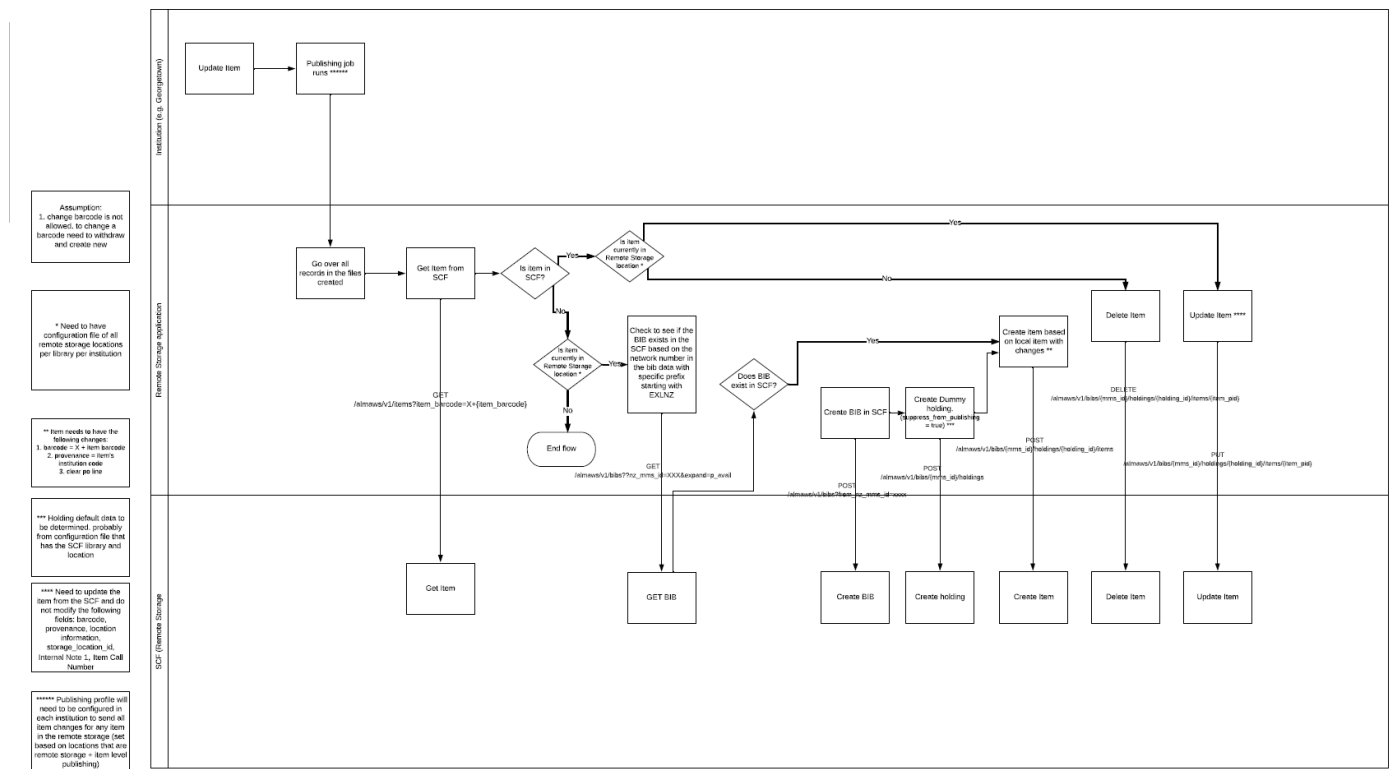 Institution (e.g. Georgetown)
Update Item
Publishing job
runs ******
Assumption:
1. change barcode is not
allowed, to change a
barcode need to withdraw
and create new
* Need to have
configuration file of all
remote storage locations
per library per institution
** Item needs to have the
following changes:
1. barcode = X + item barcode
2. provenance = item's
institution code
3. clear po line
*** Holding default data to
be determined, probably
from configuration file that
has the SCF library and
location
**** Need to update the
item from the SCF and do
not modify the following
fields: barcode,
provenance, location
information,
storage_location_id,
Internal Note 1, Item Call
Number
****** Publishing profile will
need to be configured in
each institution to send all
item changes for any item
in the remote storage (set
based on locations that are
remote storage + item level
publishing)
Remote Storage application
Go over all
records in the files
created
Get Item from
SCF
Is item in
SCF?
Yes
Is item
currently in
Remote Storage
location *
Yes
No
No
Is item
currently in
Remote Storage
location *
Yes
No
End flow
Check to see if the
BIB exists in the
SCF based on the
network number in
the bib data with
specific prefix
starting with
EXLNZ
Does BIB
exist in SCF?
Yes
Create BIB in SCF
Create Dummy
holding.
(suppress_from_publishing
= true) ***
Create item based
on local item with
changes **
Delete Item
Update Item ****
GET
/almaws/v1/items?item_barcode=X+{item_barcode}
GET
/almaws/v1/bibs??nz_mms_id=XXX&expand=p_avail
POST
/almaws/v1/bibs?from_nz_mms_id=xxxx
POST
/almaws/v1/bibs/{mms_id}/holdings
POST
/almaws/v1/bibs/{mms_id}/holdings/{holding_id}/items
DELETE
/almaws/v1/bibs/{mms_id}/holdings/{holding_id}/items/{item_pid}
PUT
/almaws/v1/bibs/{mms_id}/holdings/{holding_id}/items/{item_pid}
SCF (Remote Storage
Get Item
GET BIB
Create BIB
Create holding
Create Item
Delete Item
Update Item